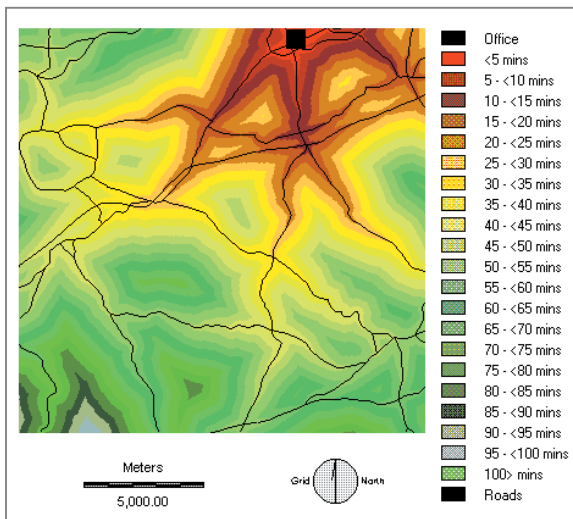 Office
<5 mins
5 - <10 mins
10 - <15 mins
15 - <20 mins
20 - <25 mins
25 - <30 mins
30 - <35 mins
35 - <40 mins
40 - <45 mins
45 - <50 mins
50 - <55 mins
55 - <60 mins
60 - <65 mins
65 - <70 mins
70 - <75 mins
75 - <80 mins
80 - <85 mins
85 - <90 mins
90 - <95 mins
95 - <100 mins
100> mins
Roads
Meters
5,000.00
Grid North